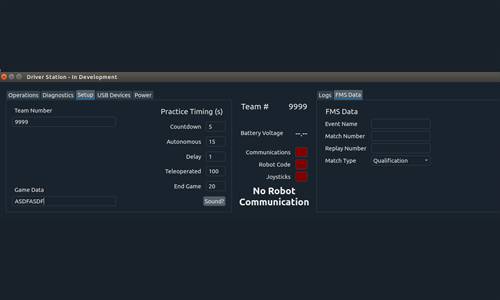 Driver Station - In Development
Operations Diagnostics Setup USB Devices Power
Team Number
9999
Game Data
ASDFASDF
Practice Timing (s)
Countdown 5
Autonomous 15
Delay 1
Teleoperated 100
End Game 20
Sound?
Team # 9999
Battery Voltage --.--
Communications
Robot Code
Joysticks
No Robot
Communication
Logs FMS Data
FMS Data
Event Name
Match Number
Replay Number
Match Type Qualification